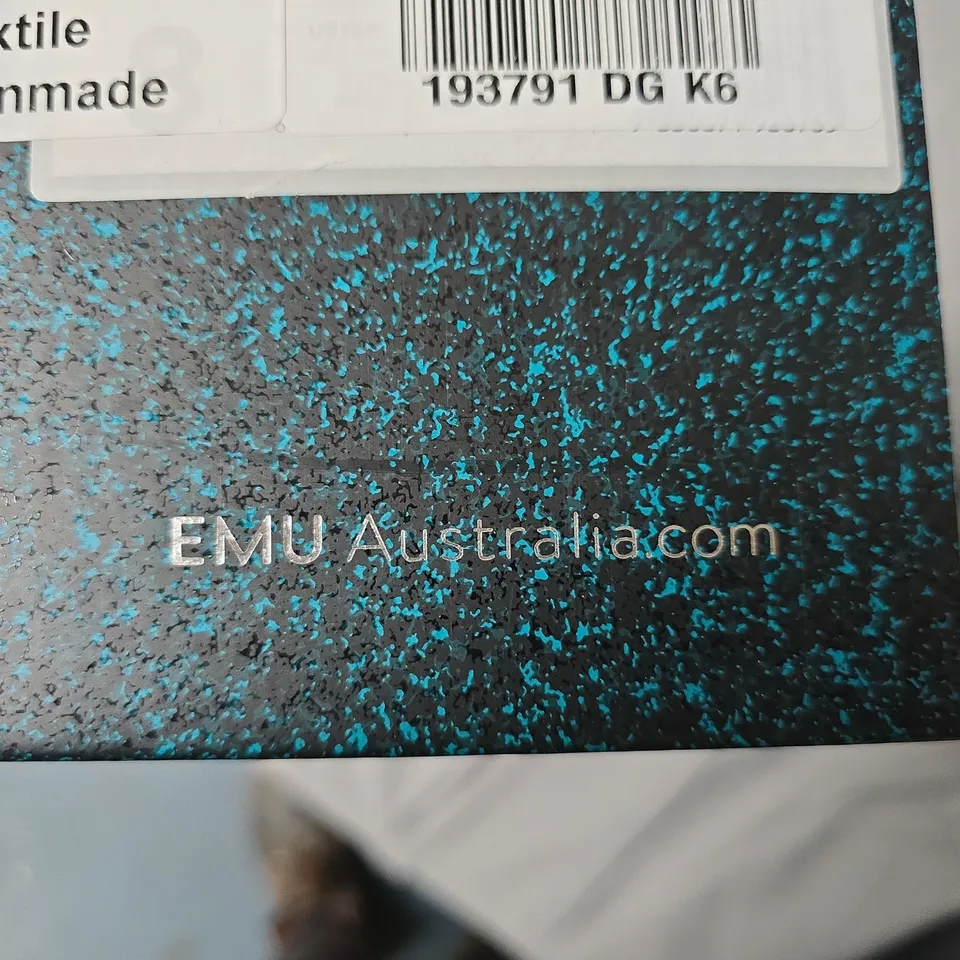 xtile
nmade
193791 DG K6
EMU Australia.com